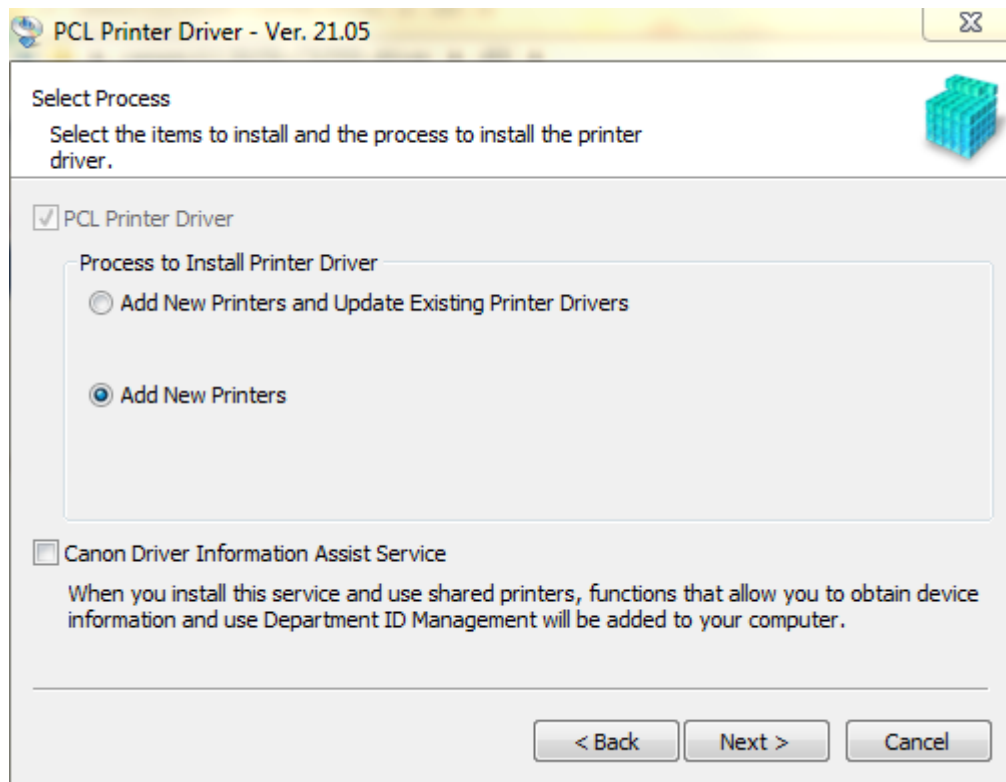 PCL Printer Driver - Ver. 21.05
Select Process
Select the items to install and the process to install the printer
driver.
PCL Printer Driver
Process to Install Printer Driver
Add New Printers and Update Existing Printer Drivers
Add New Printers
Canon Driver Information Assist Service
When you install this service and use shared printers, functions that allow you to obtain device
information and use Department ID Management will be added to your computer.
< Back
Next >
Cancel